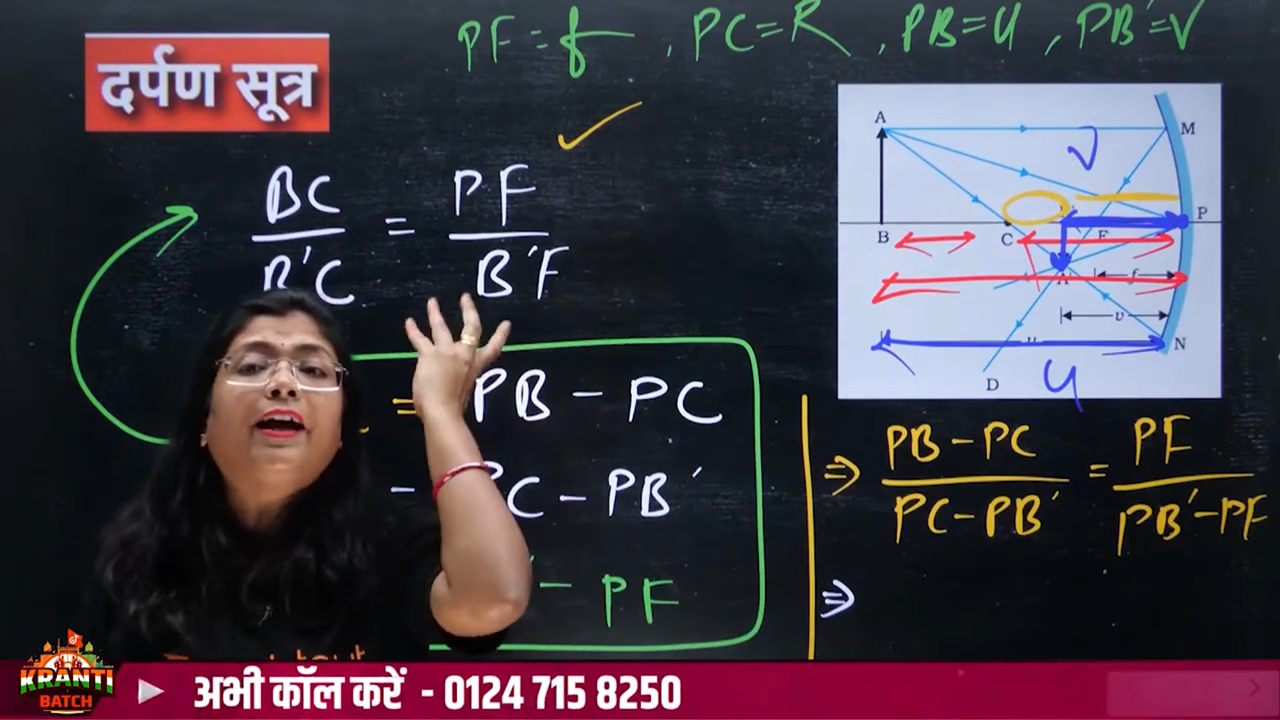 PF = f , PC = R , PB = u , PB' = v
दर्पण सूत्र
BC / B'C = PF / B'F
= PB - PC
- PC - PB'
- PF
A
M
v
B
C
F
P
f
v
N
u
D
u
⇒ PB - PC / PC - PB' = PF / PB' - PF
⇒
KRANTI
BATCH
अभी कॉल करें - 0124 715 8250